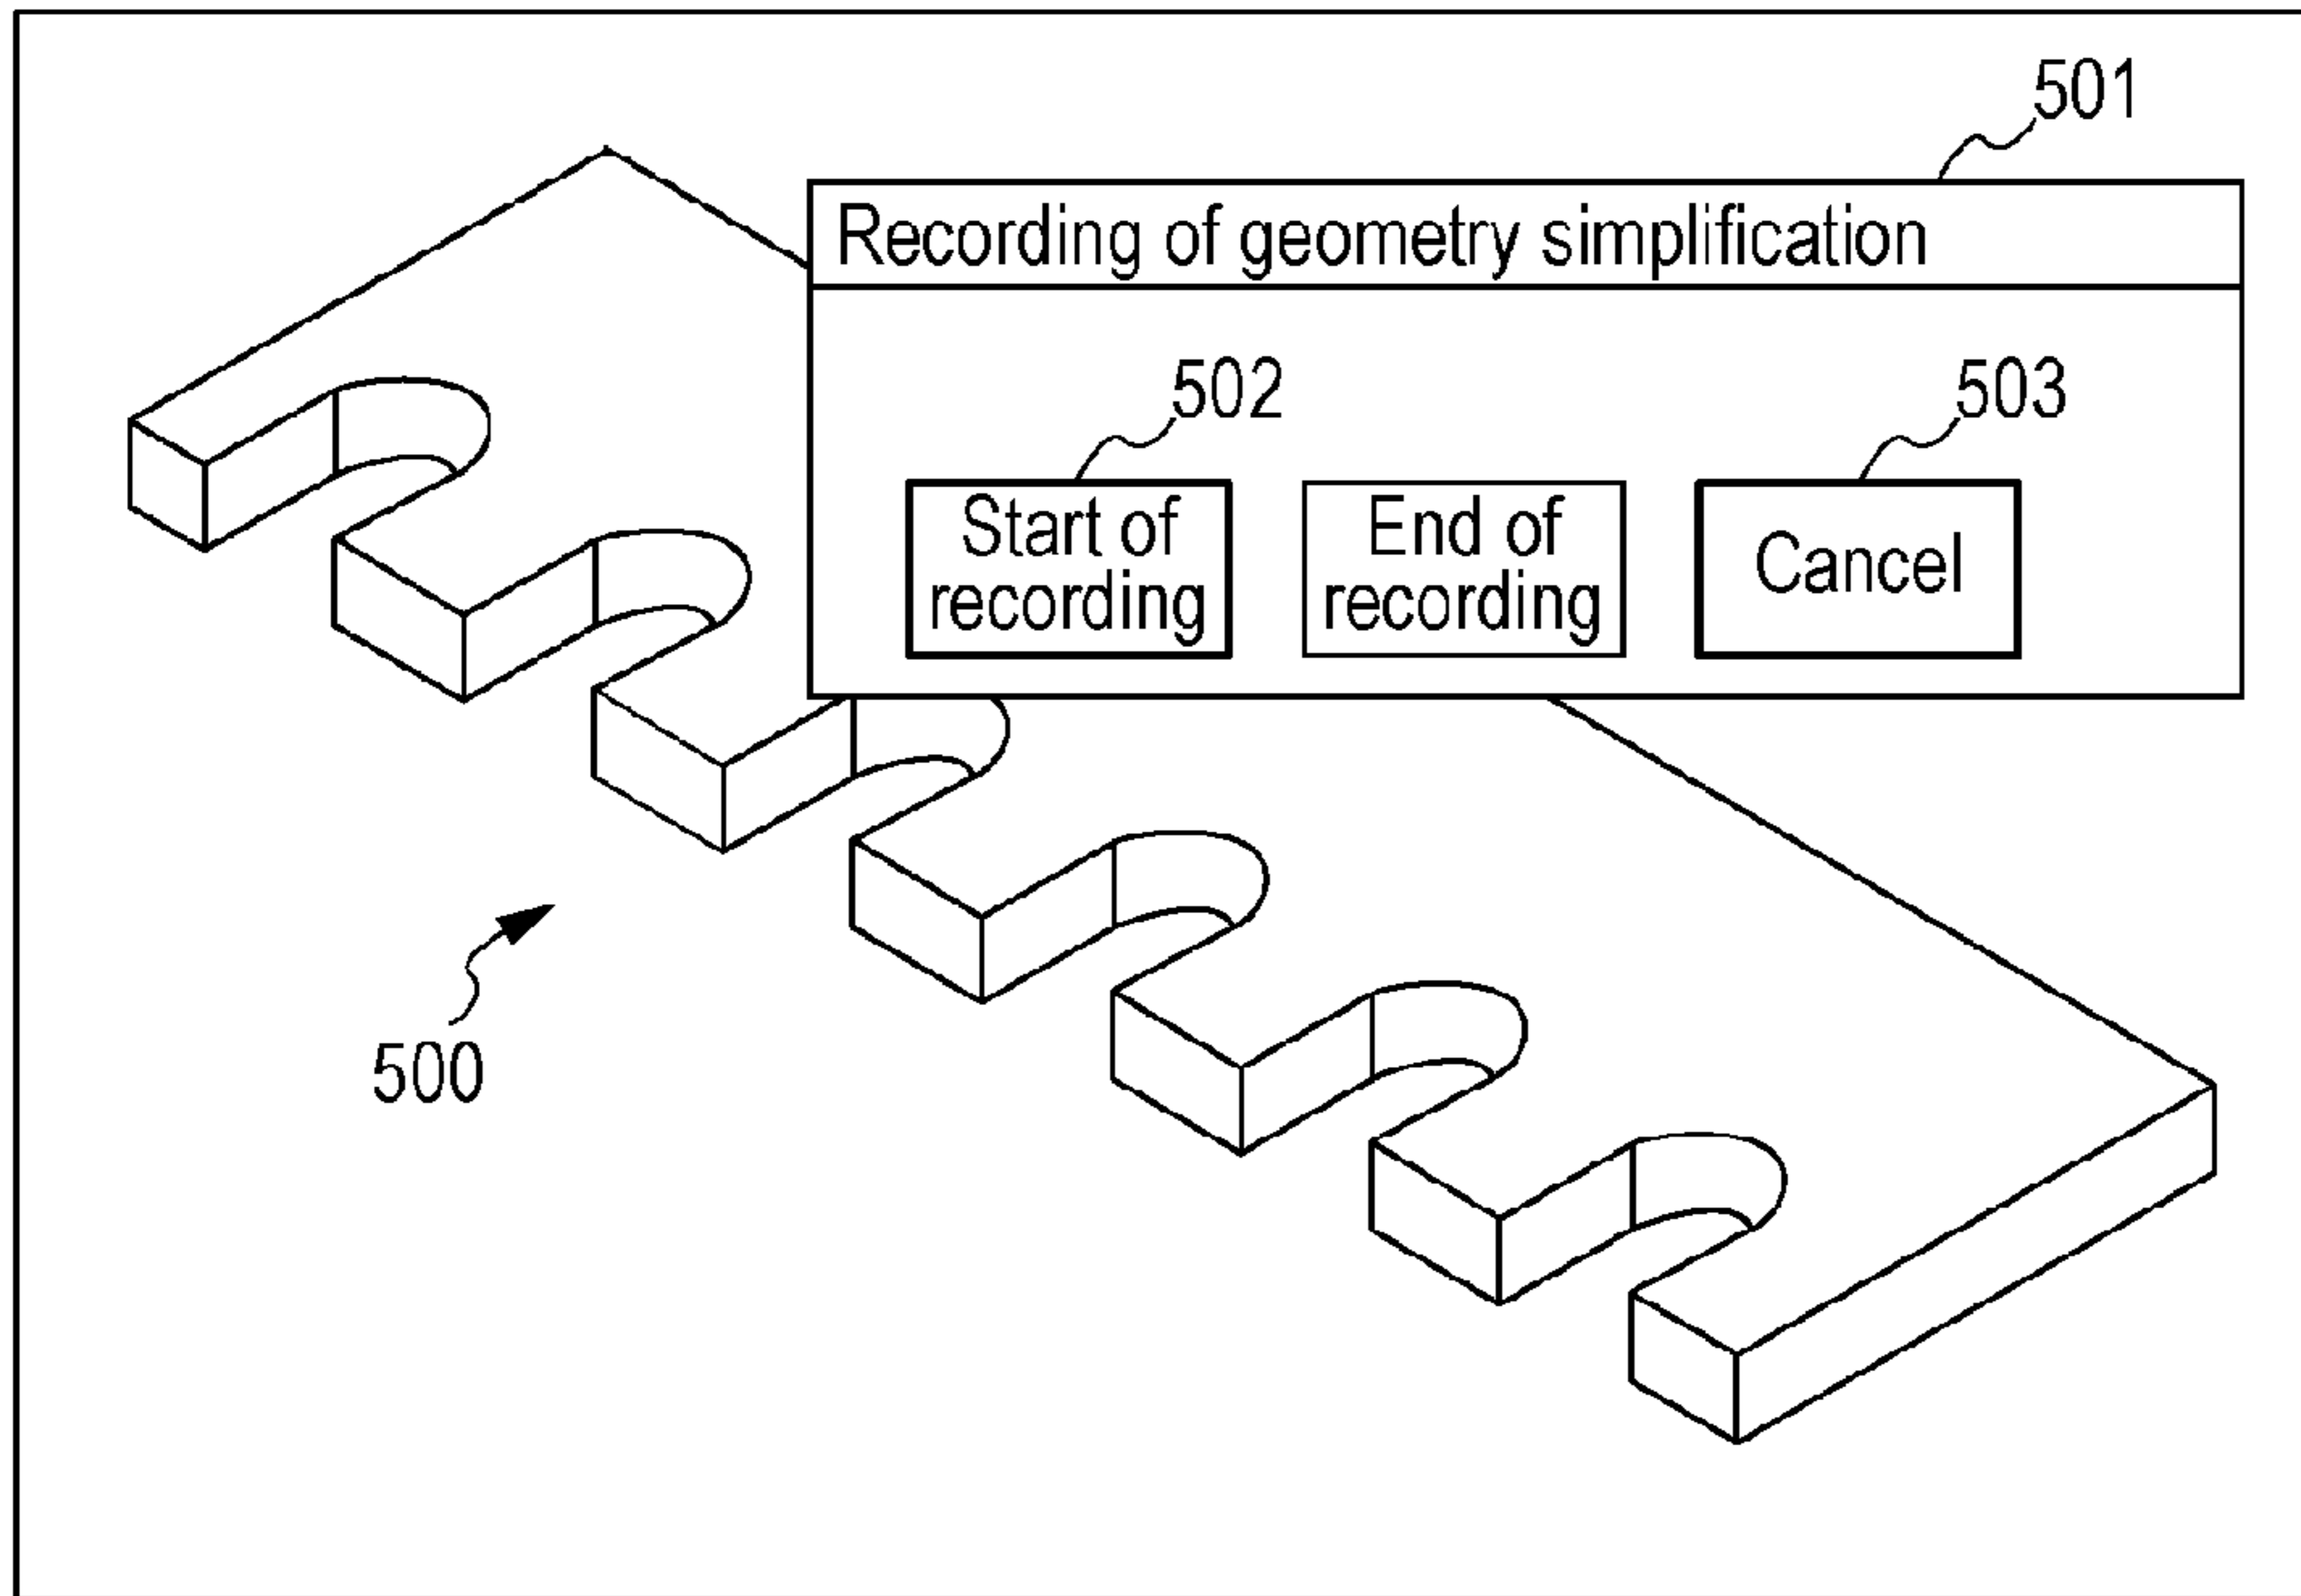 501
Recording of geometry simplification
502
503
Start of
recording
End of
recording
Cancel
500